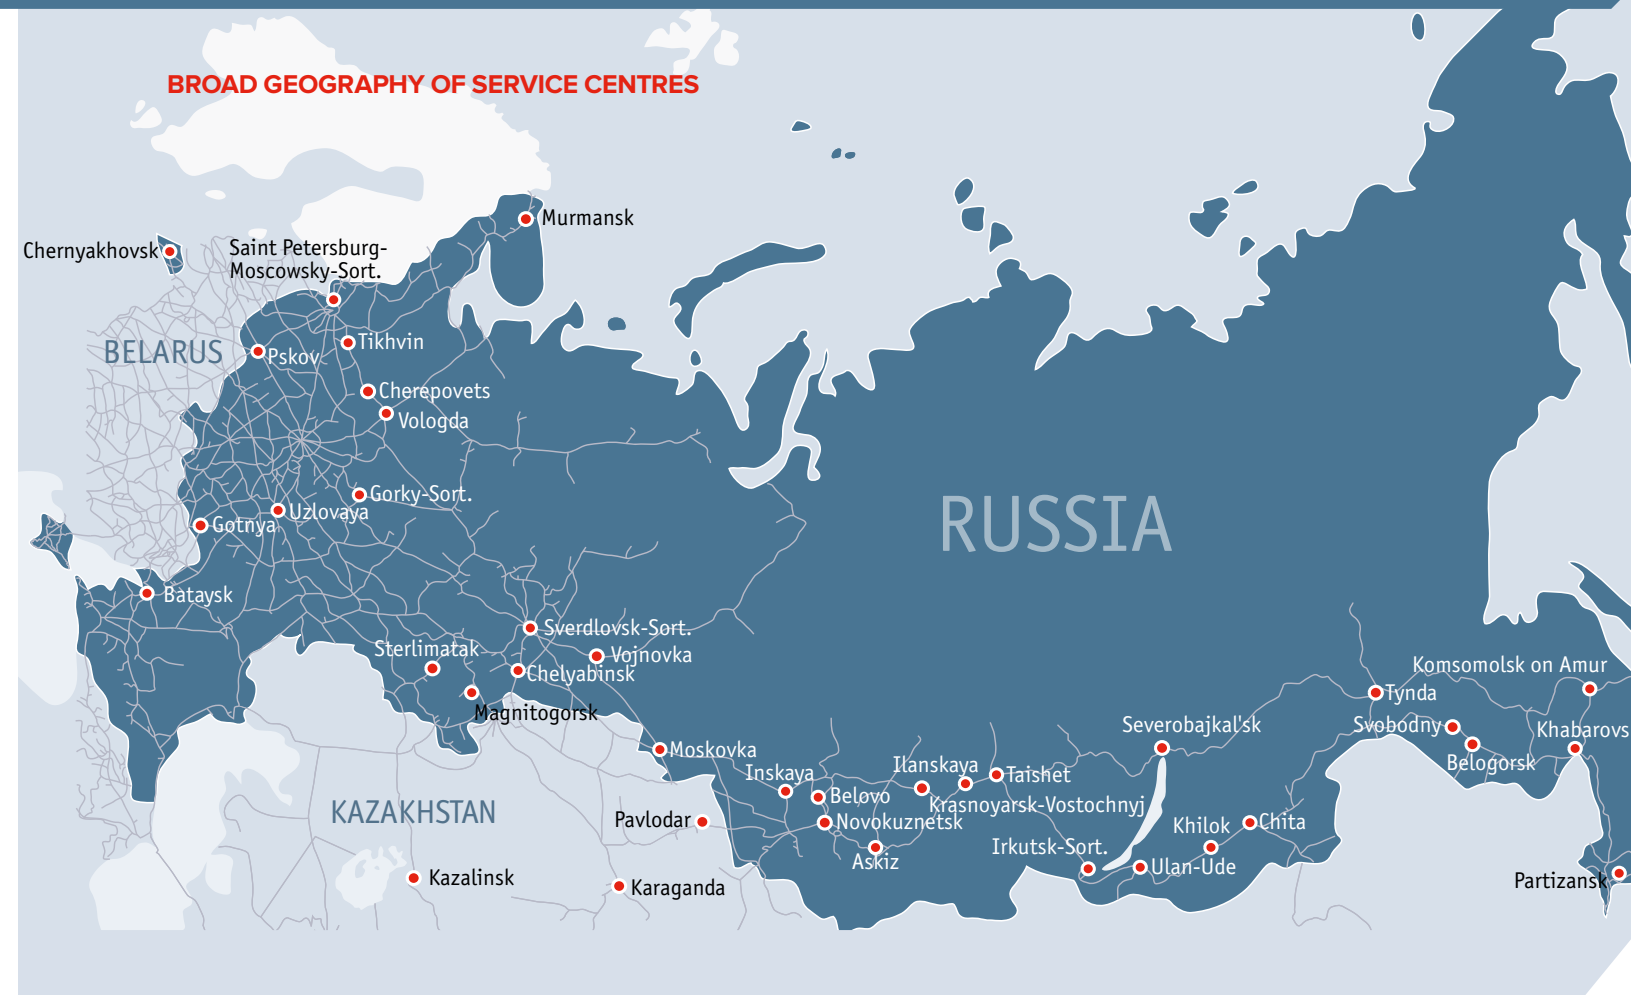 BROAD GEOGRAPHY OF SERVICE CENTRES
Murmansk
Chernyakhovsk
Saint Petersburg-
Moscowsky-Sort.
BELARUS
Pskov
Tikhvin
Cherepovets
Vologda
Gorky-Sort.
Uzlovaya
Gotnya
RUSSIA
Bataysk
Sverdlovsk-Sort.
Sterlimatak
Vojnovka
Chelyabinsk
Magnitogorsk
Komsomolsk on Amur
Tynda
Severobajkal'sk
Svobodny
Khabarovs
Moskovka
Belogorsk
Inskaya
Ilanskaya
Taishet
Belovo
Krasnoyarsk-Vostochnyj
KAZAKHSTAN
Pavlodar
Novokuznetsk
Khilok
Chita
Askiz
Irkutsk-Sort.
Ulan-Ude
Kazalinsk
Karaganda
Partizansk